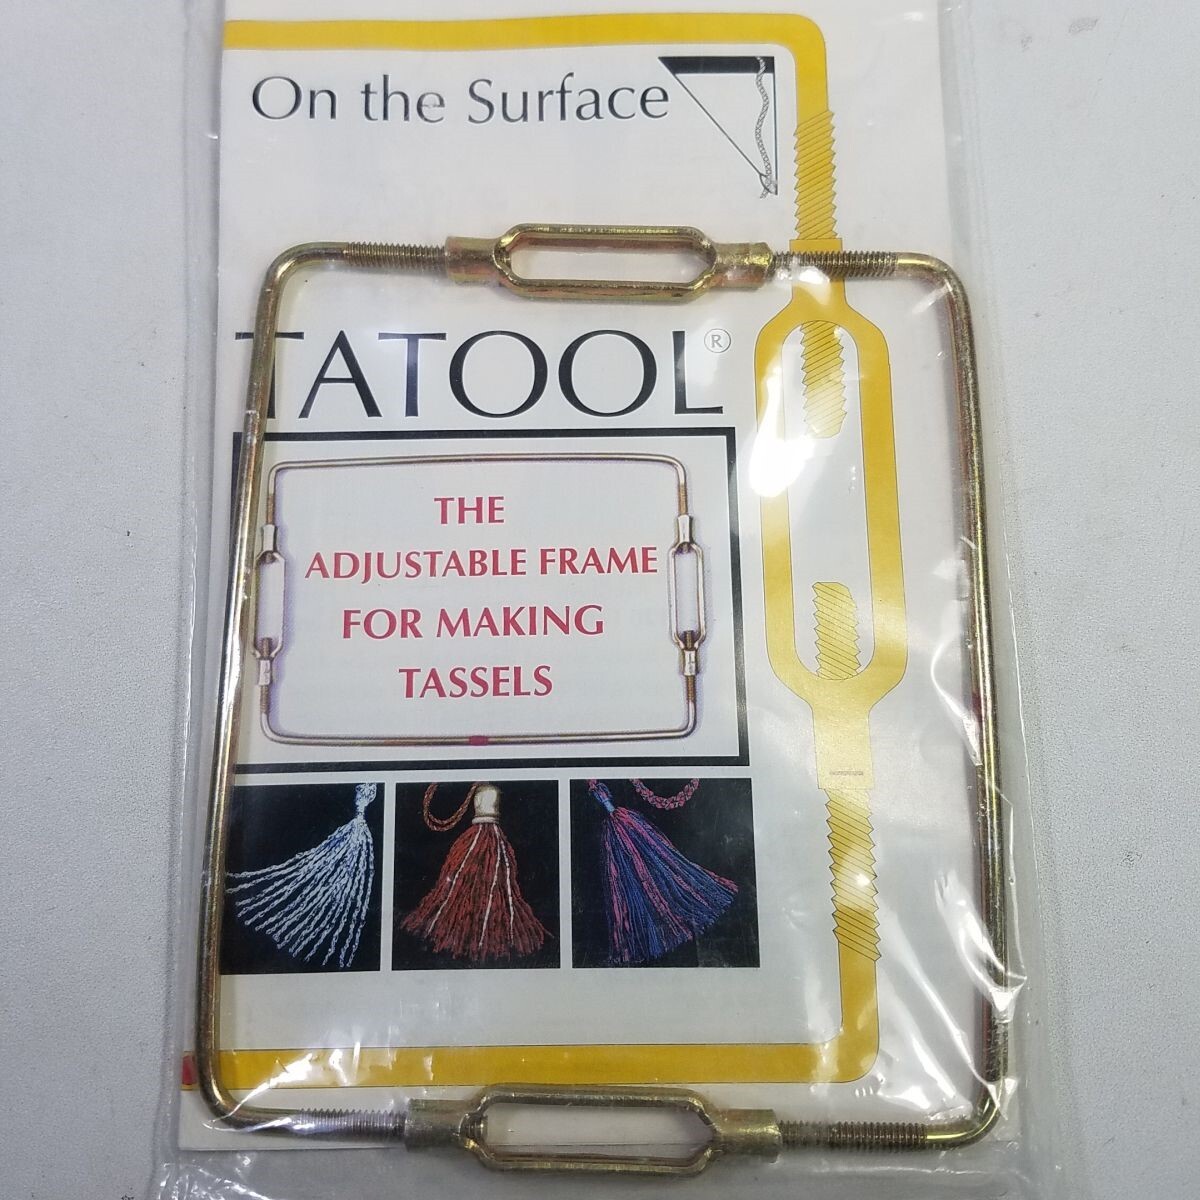 On the Surface
TATOOL®
THE
ADJUSTABLE FRAME
FOR MAKING
TASSELS